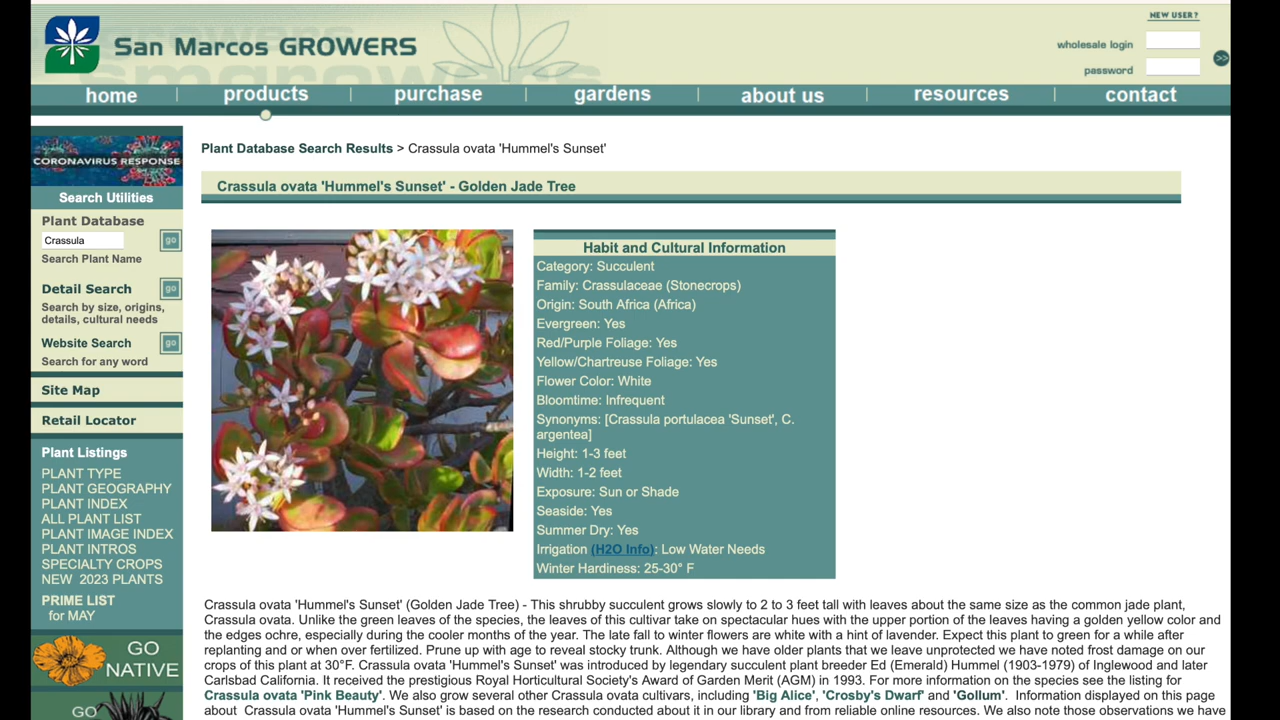 NEW USER?
San Marcos GROWERS
wholesale login
password
home
products
purchase
gardens
about us
resources
contact
CORONAVIRUS RESPONSE
Search Utilities
Plant Database
Crassula
go
Search Plant Name
Detail Search
go
Search by size, origins,
details, cultural needs
Website Search
go
Search for any word
Site Map
Retail Locator
Plant Listings
PLANT TYPE
PLANT GEOGRAPHY
PLANT INDEX
ALL PLANT LIST
PLANT IMAGE INDEX
PLANT INTROS
SPECIALTY CROPS
NEW 2023 PLANTS
PRIME LIST
for MAY
GO
NATIVE
GO
Plant Database Search Results > Crassula ovata 'Hummel's Sunset'
Crassula ovata 'Hummel's Sunset' - Golden Jade Tree
Habit and Cultural Information
Category: Succulent
Family: Crassulaceae (Stonecrops)
Origin: South Africa (Africa)
Evergreen: Yes
Red/Purple Foliage: Yes
Yellow/Chartreuse Foliage: Yes
Flower Color: White
Bloomtime: Infrequent
Synonyms: [Crassula portulacea 'Sunset', C.
argentea]
Height: 1-3 feet
Width: 1-2 feet
Exposure: Sun or Shade
Seaside: Yes
Summer Dry: Yes
Irrigation (H2O Info): Low Water Needs
Winter Hardiness: 25-30° F
Crassula ovata 'Hummel's Sunset' (Golden Jade Tree) - This shrubby succulent grows slowly to 2 to 3 feet tall with leaves about the same size as the common jade plant,
Crassula ovata. Unlike the green leaves of the species, the leaves of this cultivar take on spectacular hues with the upper portion of the leaves having a golden yellow color and
the edges ochre, especially during the cooler months of the year. The late fall to winter flowers are white with a hint of lavender. Expect this plant to green for a while after
replanting and or when over fertilized. Prune up with age to reveal stocky trunk. Although we have older plants that we leave unprotected we have noted frost damage on our
crops of this plant at 30°F. Crassula ovata 'Hummel's Sunset' was introduced by legendary succulent plant breeder Ed (Emerald) Hummel (1903-1979) of Inglewood and later
Carlsbad California. It received the prestigious Royal Horticultural Society's Award of Garden Merit (AGM) in 1993. For more information on the species see the listing for
Crassula ovata 'Pink Beauty'. We also grow several other Crassula ovata cultivars, including 'Big Alice', 'Crosby's Dwarf' and 'Gollum'. Information displayed on this page
about Crassula ovata 'Hummel's Sunset' is based on the research conducted about it in our library and from reliable online resources. We also note those observations we have